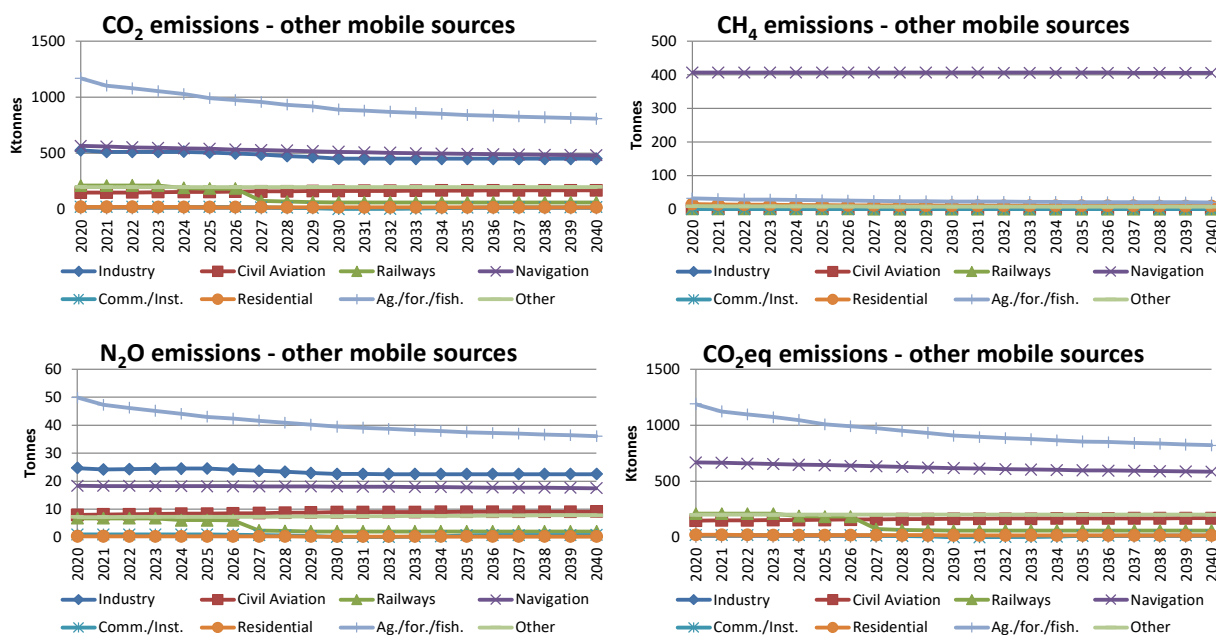 CO₂ emissions - other mobile sources
1500
1000
500
0
Ktonnes
2020 2021 2022 2023 2024 2025 2026 2027 2028 2029 2030 2031 2032 2033 2034 2035 2036 2037 2038 2039 2040
Industry Civil Aviation Railways Navigation
Comm./Inst. Residential Ag./for./fish. Other
CH₄ emissions - other mobile sources
500
400
300
200
100
0
Tonnes
2020 2021 2022 2023 2024 2025 2026 2027 2028 2029 2030 2031 2032 2033 2034 2035 2036 2037 2038 2039 2040
Industry Civil Aviation Railways Navigation
Comm./Inst. Residential Ag./for./fish. Other
N₂O emissions - other mobile sources
60
50
40
30
20
10
0
Tonnes
2020 2021 2022 2023 2024 2025 2026 2027 2028 2029 2030 2031 2032 2033 2034 2035 2036 2037 2038 2039 2040
Industry Civil Aviation Railways Navigation
Comm./Inst. Residential Ag./for./fish. Other
CO₂eq emissions - other mobile sources
1500
1000
500
0
Ktonnes
2020 2021 2022 2023 2024 2025 2026 2027 2028 2029 2030 2031 2032 2033 2034 2035 2036 2037 2038 2039 2040
Industry Civil Aviation Railways Navigation
Comm./Inst. Residential Ag./for./fish. Other